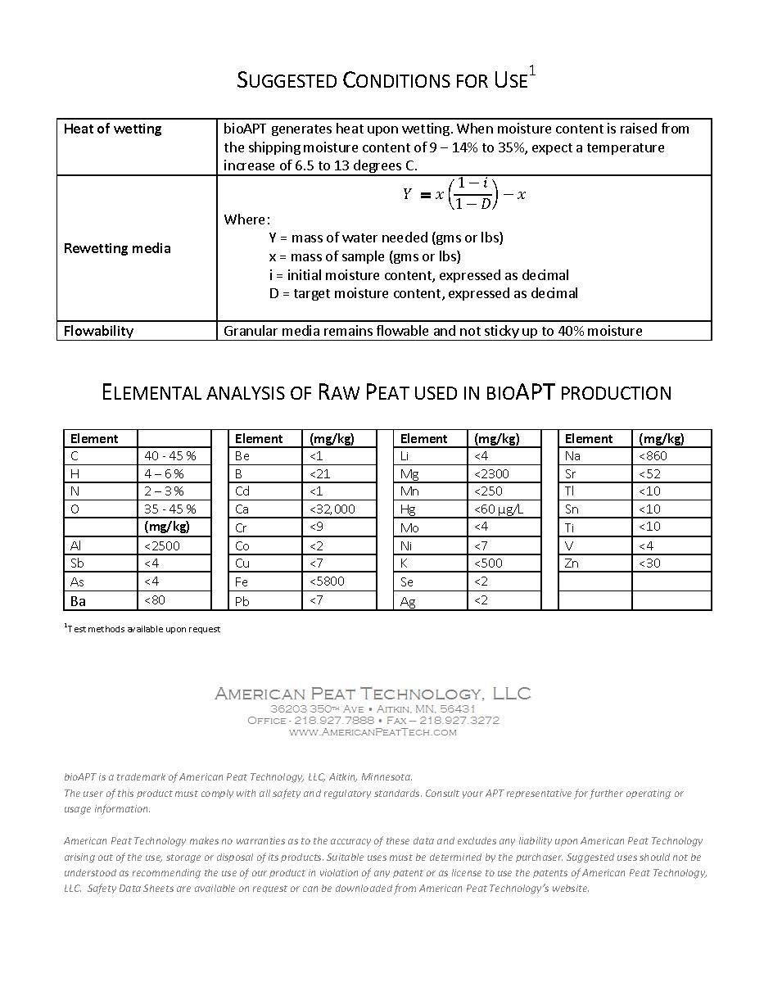 SUGGESTED CONDITIONS FOR USE¹
Heat of wetting
bioAPT generates heat upon wetting. When moisture content is raised from
the shipping moisture content of 9 – 14% to 35%, expect a temperature
increase of 6.5 to 13 degrees C.
Rewetting media
Y = x((1 − i)/(1 − D)) − x
Where:
Y = mass of water needed (gms or lbs)
x = mass of sample (gms or lbs)
i = initial moisture content, expressed as decimal
D = target moisture content, expressed as decimal
Flowability
Granular media remains flowable and not sticky up to 40% moisture
ELEMENTAL ANALYSIS OF RAW PEAT USED IN BIOAPT PRODUCTION
Element Element (mg/kg) Element (mg/kg) Element (mg/kg)
C 40 - 45 % Be <1 Li <4 Na <860
H 4 – 6 % B <21 Mg <2300 Sr <52
N 2 – 3 % Cd <1 Mn <250 Tl <10
O 35 - 45 % Ca <32,000 Hg <60 µg/L Sn <10
(mg/kg) Cr <9 Mo <4 Ti <10
Al <2500 Co <2 Ni <7 V <4
Sb <4 Cu <7 K <500 Zn <30
As <4 Fe <5800 Se <2
Ba <80 Pb <7 Ag <2
¹Test methods available upon request
AMERICAN PEAT TECHNOLOGY, LLC
36203 350TH AVE • AITKIN, MN, 56431
OFFICE - 218.927.7888 • FAX – 218.927.3272
WWW.AMERICANPEATTECH.COM
bioAPT is a trademark of American Peat Technology, LLC, Aitkin, Minnesota.
The user of this product must comply with all safety and regulatory standards. Consult your APT representative for further operating or
usage information.
American Peat Technology makes no warranties as to the accuracy of these data and excludes any liability upon American Peat Technology
arising out of the use, storage or disposal of its products. Suitable uses must be determined by the purchaser. Suggested uses should not be
understood as recommending the use of our product in violation of any patent or as license to use the patents of American Peat Technology,
LLC. Safety Data Sheets are available on request or can be downloaded from American Peat Technology's website.